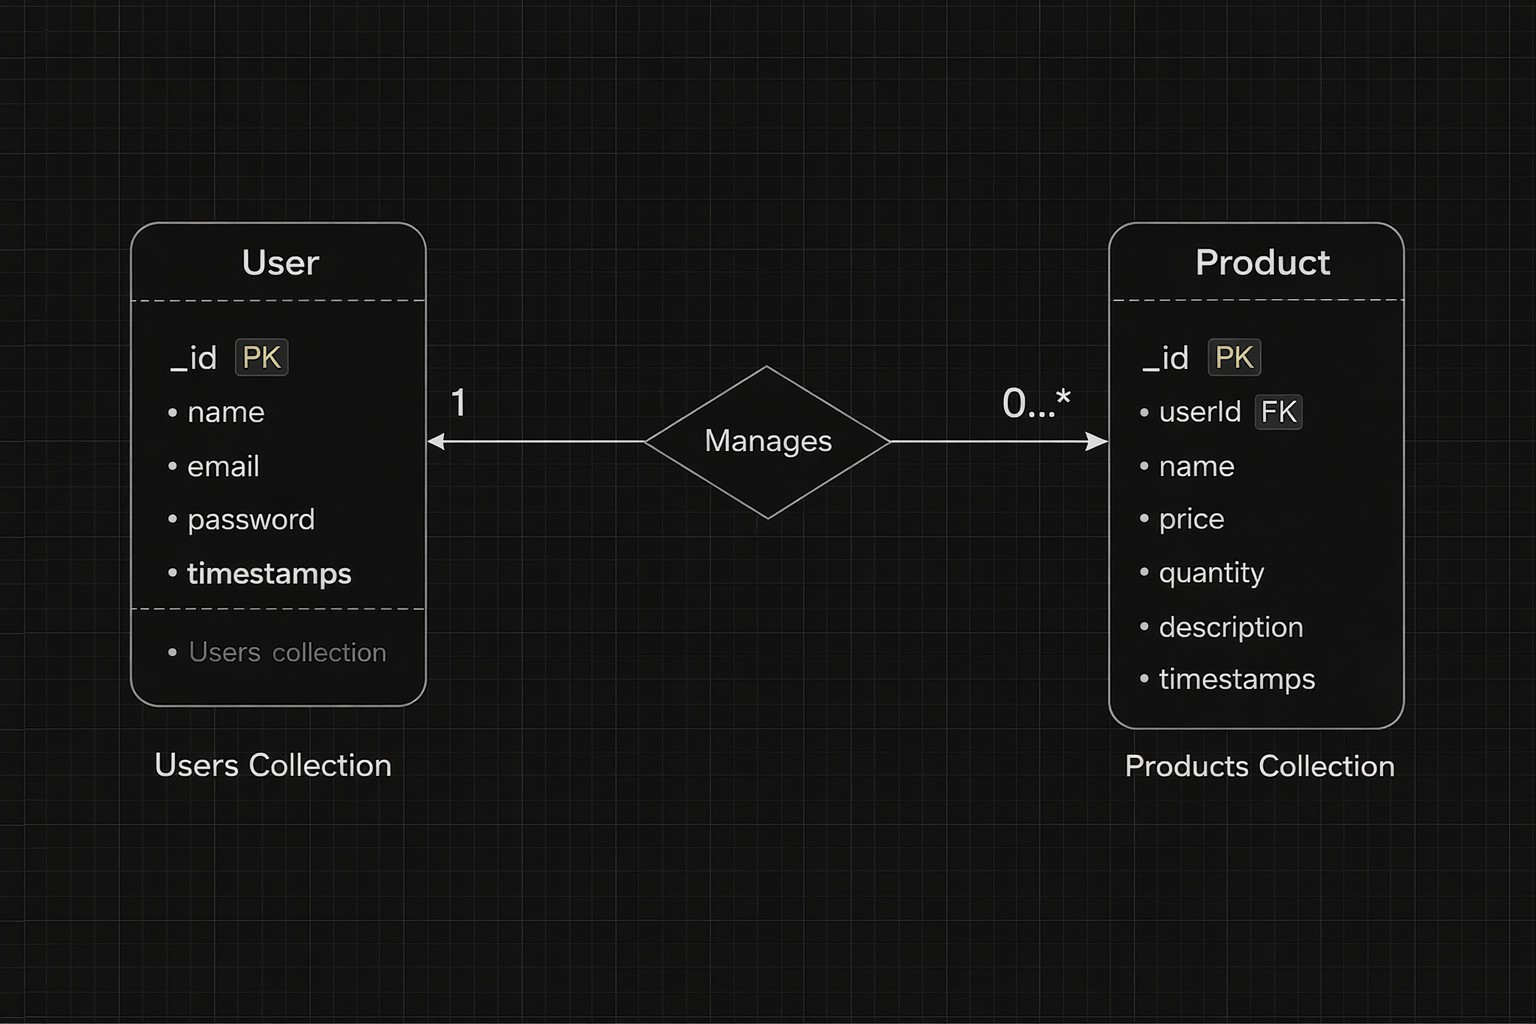 User
_id PK
• name
• email
• password
• timestamps
• Users collection
Users Collection
1
Manages
0...*
Product
_id PK
• userId FK
• name
• price
• quantity
• description
• timestamps
Products Collection